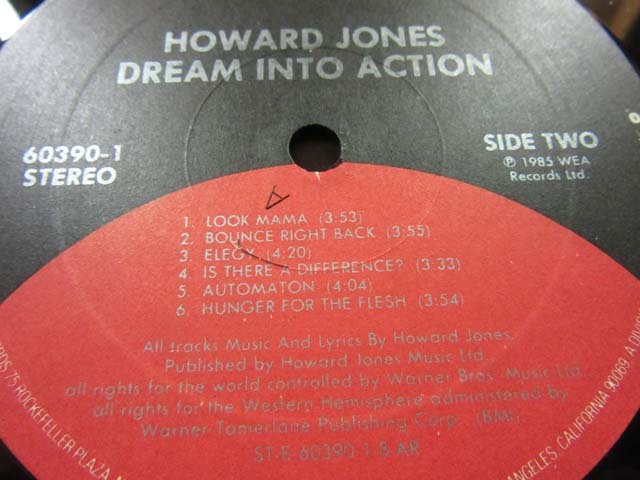 HOWARD JONES
DREAM INTO ACTION
60390-1
STEREO
SIDE TWO
℗ 1985 WEA
Records Ltd.
1. LOOK MAMA (3:53)
2. BOUNCE RIGHT BACK (3:55)
3. ELEGY (4:20)
4. IS THERE A DIFFERENCE? (3:33)
5. AUTOMATON (4:04)
6. HUNGER FOR THE FLESH (3:54)
All tracks Music And Lyrics By Howard Jones.
Published by Howard Jones Music Ltd.,
all rights for the world controlled by Warner Bros. Music Ltd.
all rights for the Western Hemisphere administered by
Warner-Tamerlane Publishing Corp. (BMI).
ST-E-60390-1-B AR
75 ROCKEFELLER PLAZA,
CALIFORNIA 90069 A